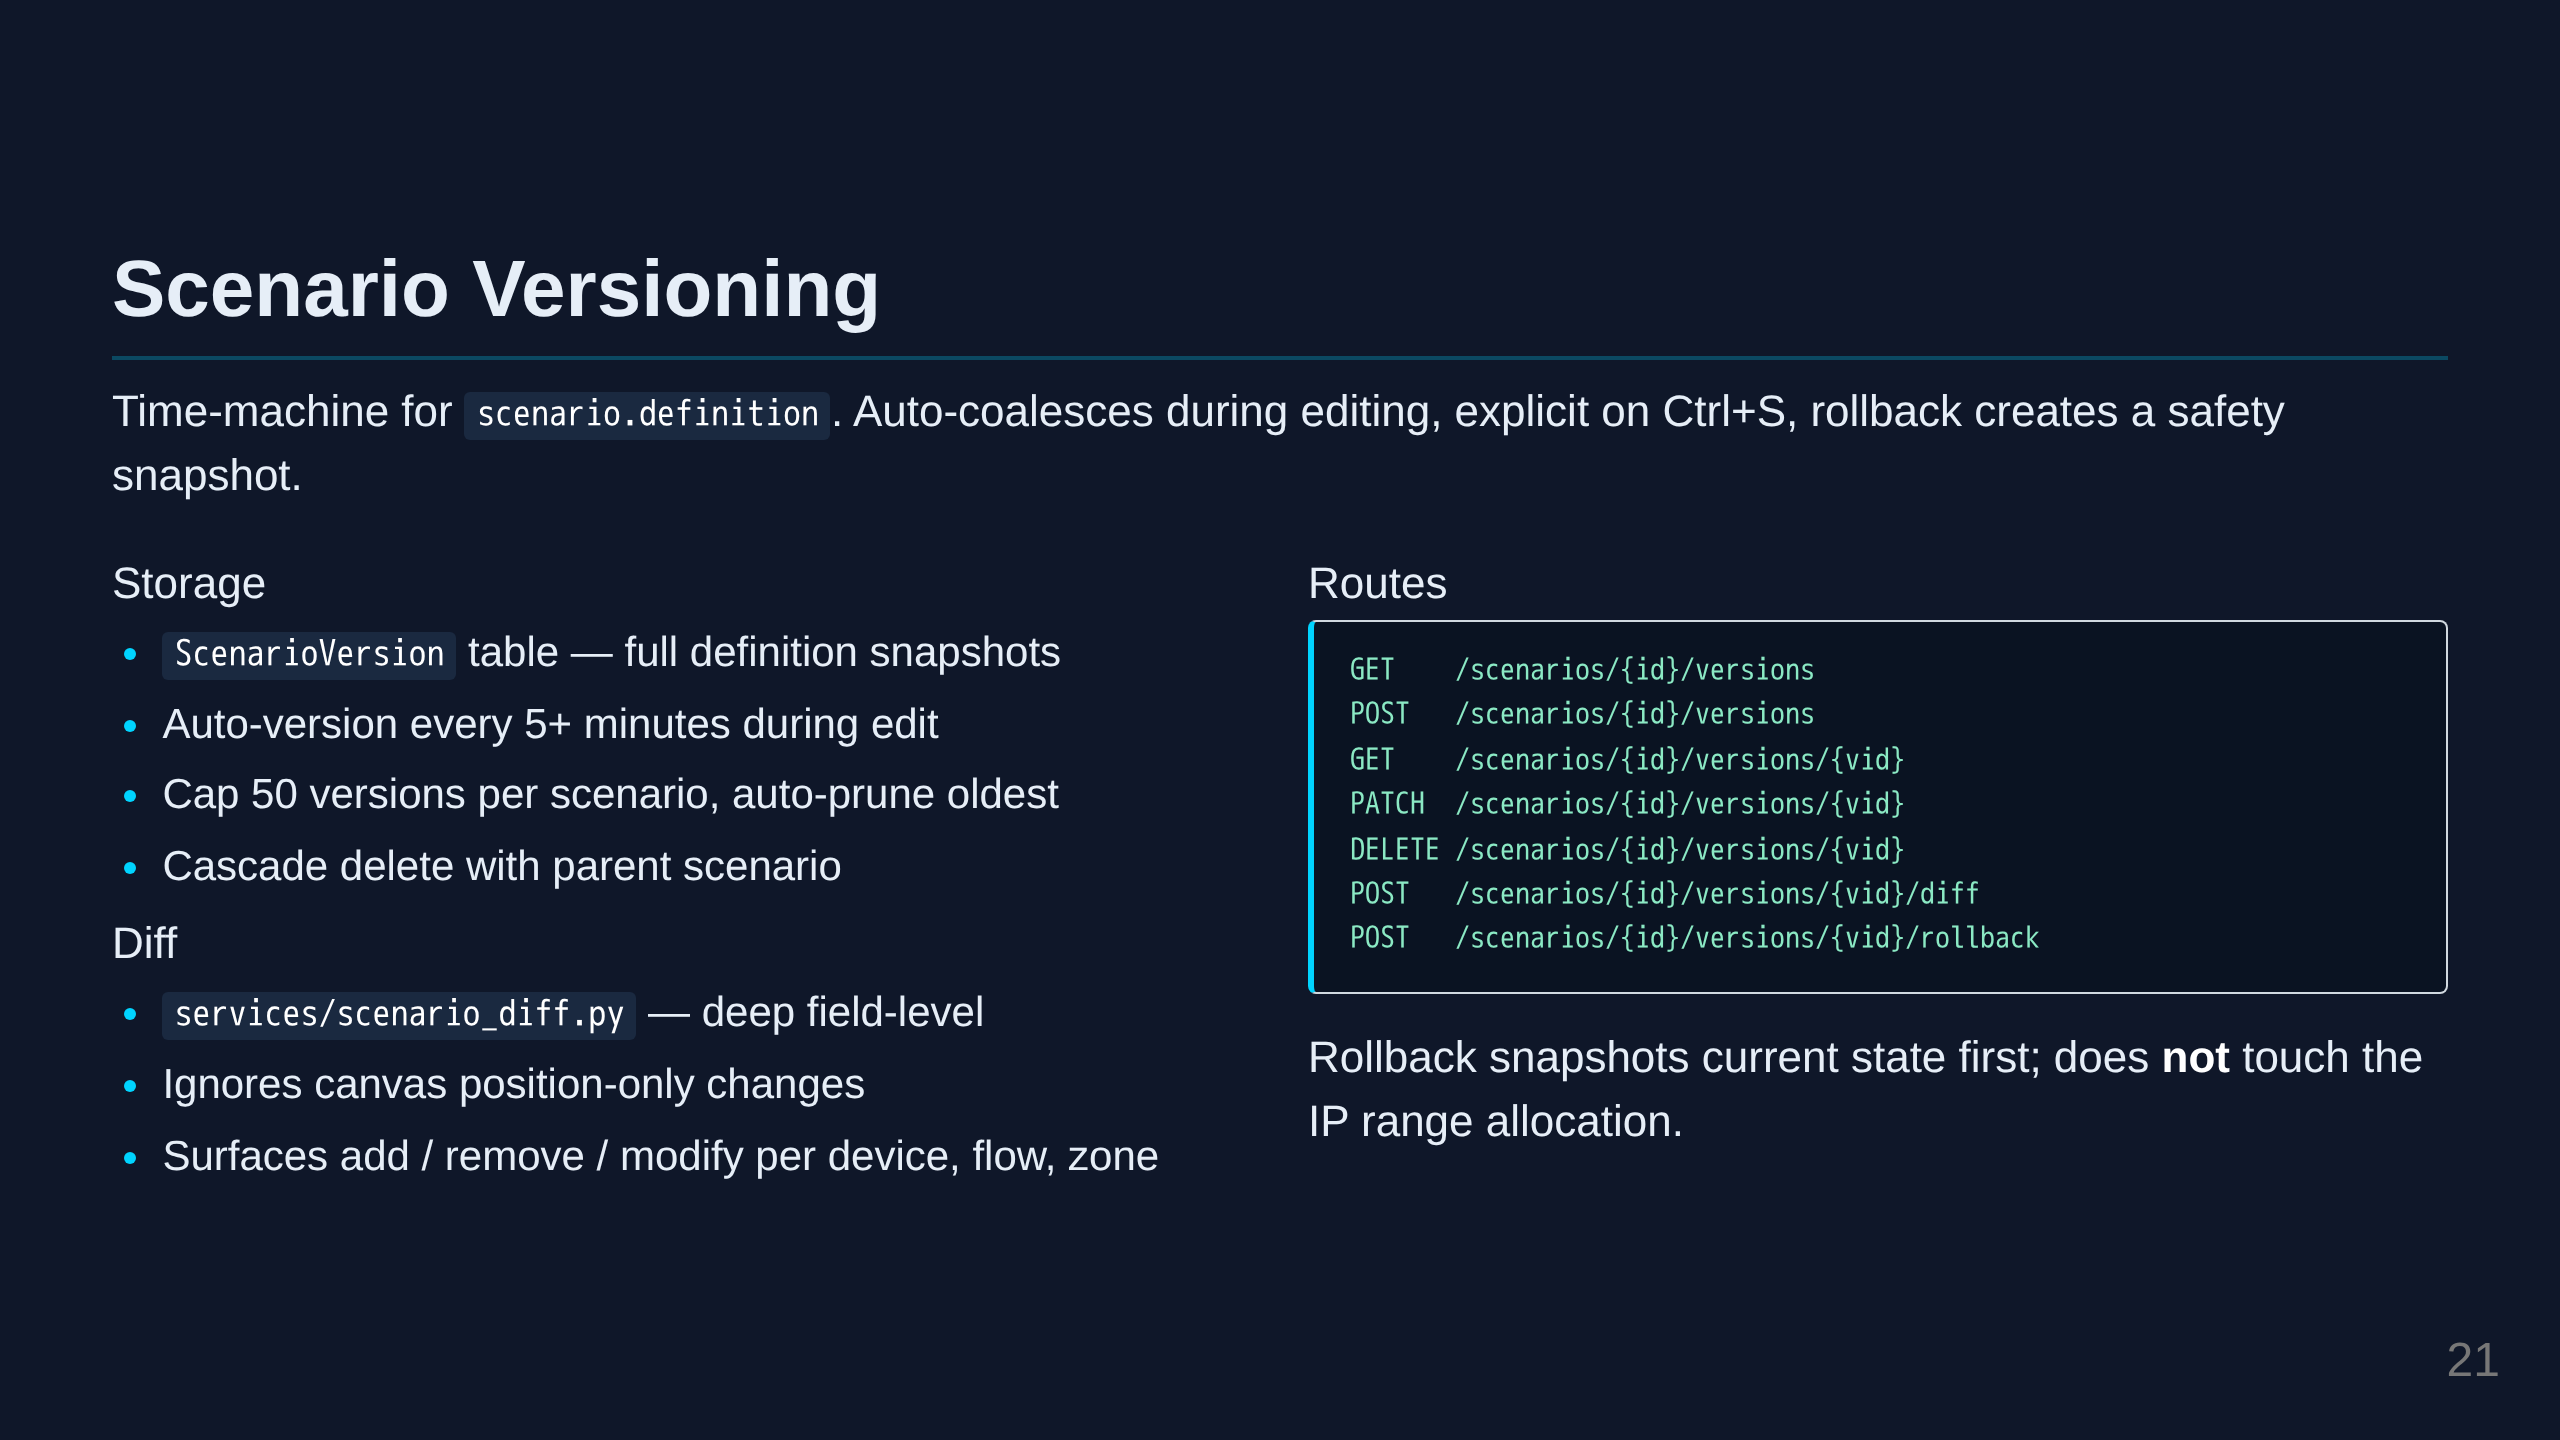 Scenario Versioning
Time-machine for scenario.definition. Auto-coalesces during editing, explicit on Ctrl+S, rollback creates a safety
snapshot.
Storage
• ScenarioVersion table — full definition snapshots
• Auto-version every 5+ minutes during edit
• Cap 50 versions per scenario, auto-prune oldest
• Cascade delete with parent scenario
Diff
• services/scenario_diff.py — deep field-level
• Ignores canvas position-only changes
• Surfaces add / remove / modify per device, flow, zone
Routes
GET    /scenarios/{id}/versions
POST   /scenarios/{id}/versions
GET    /scenarios/{id}/versions/{vid}
PATCH  /scenarios/{id}/versions/{vid}
DELETE /scenarios/{id}/versions/{vid}
POST   /scenarios/{id}/versions/{vid}/diff
POST   /scenarios/{id}/versions/{vid}/rollback
Rollback snapshots current state first; does not touch the
IP range allocation.
21